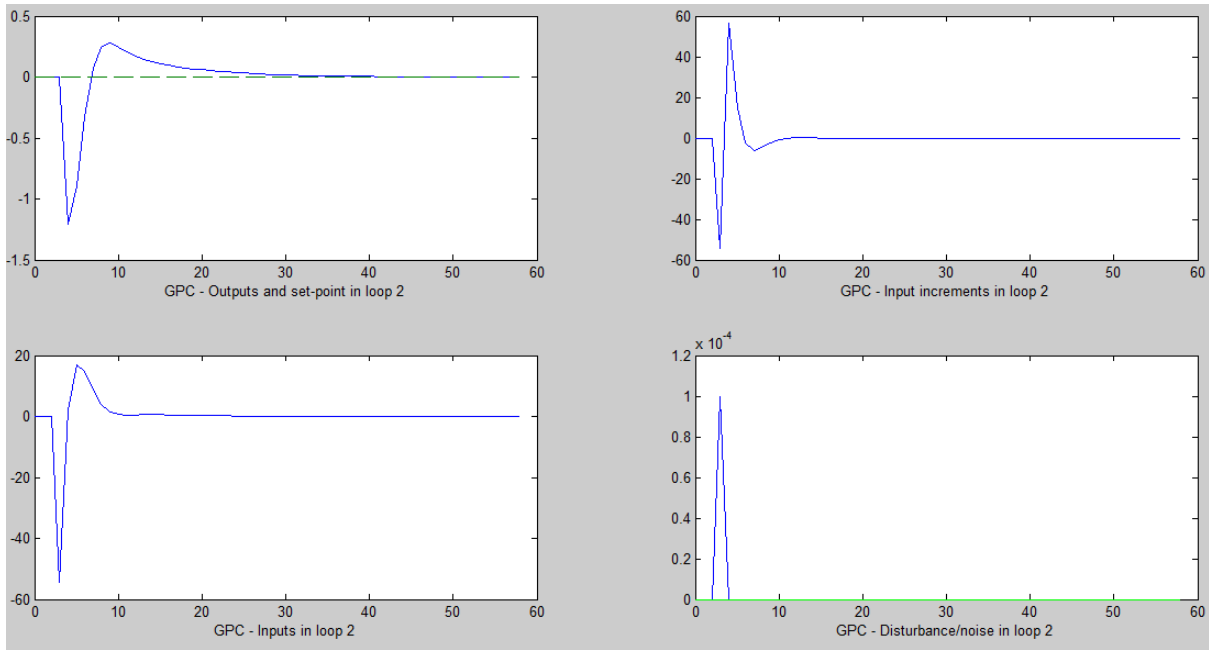 0.5
0
-0.5
-1
-1.5
0 10 20 30 40 50 60
GPC - Outputs and set-point in loop 2
60
40
20
0
-20
-40
-60
0 10 20 30 40 50 60
GPC - Input increments in loop 2
20
0
-20
-40
-60
0 10 20 30 40 50 60
GPC - Inputs in loop 2
x 10⁻⁴
1.2
1
0.8
0.6
0.4
0.2
0
0 10 20 30 40 50 60
GPC - Disturbance/noise in loop 2